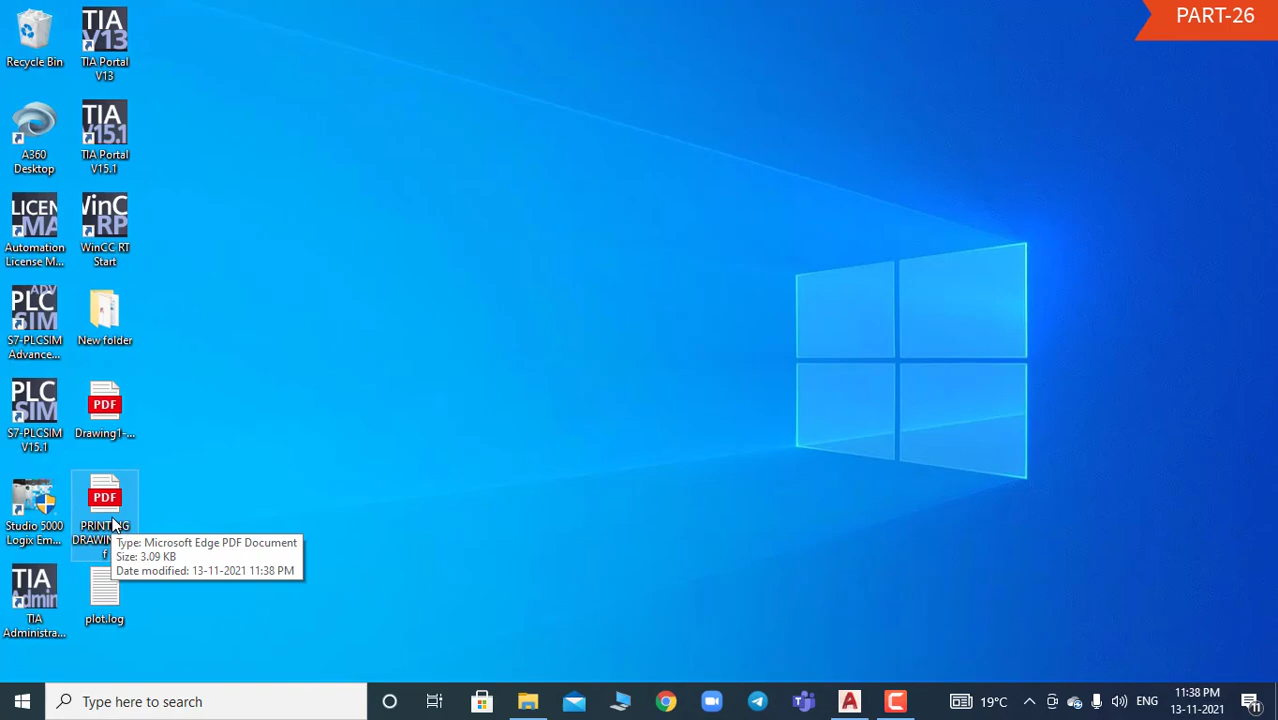 PART-26
Recycle Bin
TIA
V13
TIA Portal
V13
A360
Desktop
TIA
V15.1
TIA Portal
V15.1
LICEN
MA
Automation
License M...
WinCC
RP
WinCC RT
Start
ADV
PLC
SIM
S7-PLCSIM
Advance...
New folder
PLC
SIM
S7-PLCSIM
V15.1
PDF
Drawing1-...
Studio 5000
Logix Em...
PDF
PRINTING
f
Type: Microsoft Edge PDF Document
Size: 3.09 KB
Date modified: 13-11-2021 11:38 PM
TIA
Admin
TIA
Administra...
plot.log
Type here to search
19°C
ENG
11:38 PM
13-11-2021
11